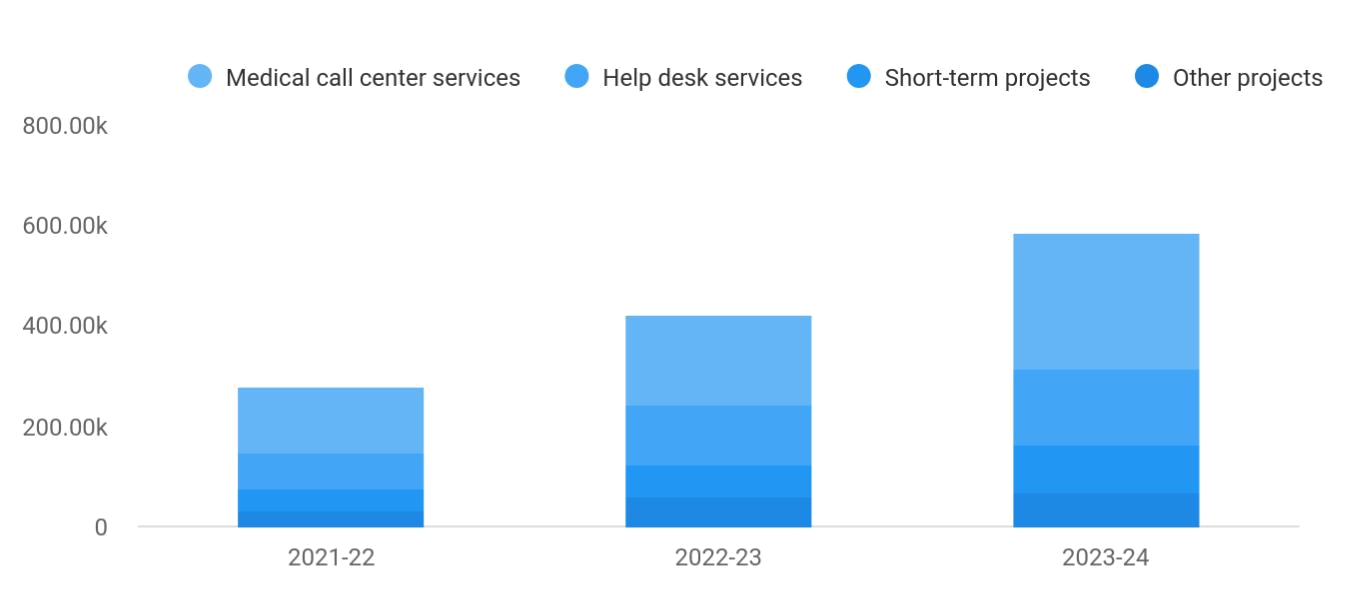 Medical call center services Help desk services Short-term projects Other projects
800.00k
600.00k
400.00k
200.00k
0
2021-22 2022-23 2023-24